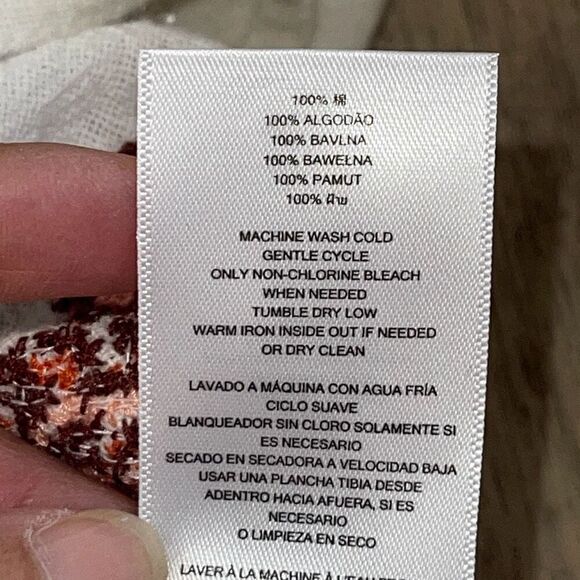 100% 棉
100% ALGODÃO
100% BAVLNA
100% BAWEŁNA
100% PAMUT
100% ฝ้าย
MACHINE WASH COLD
GENTLE CYCLE
ONLY NON-CHLORINE BLEACH
WHEN NEEDED
TUMBLE DRY LOW
WARM IRON INSIDE OUT IF NEEDED
OR DRY CLEAN
LAVADO A MÁQUINA CON AGUA FRÍA
CICLO SUAVE
BLANQUEADOR SIN CLORO SOLAMENTE SI
ES NECESARIO
SECADO EN SECADORA A VELOCIDAD BAJA
USAR UNA PLANCHA TIBIA DESDE
ADENTRO HACIA AFUERA, SI ES
NECESARIO
O LIMPIEZA EN SECO
LAVER À LA MACHINE À